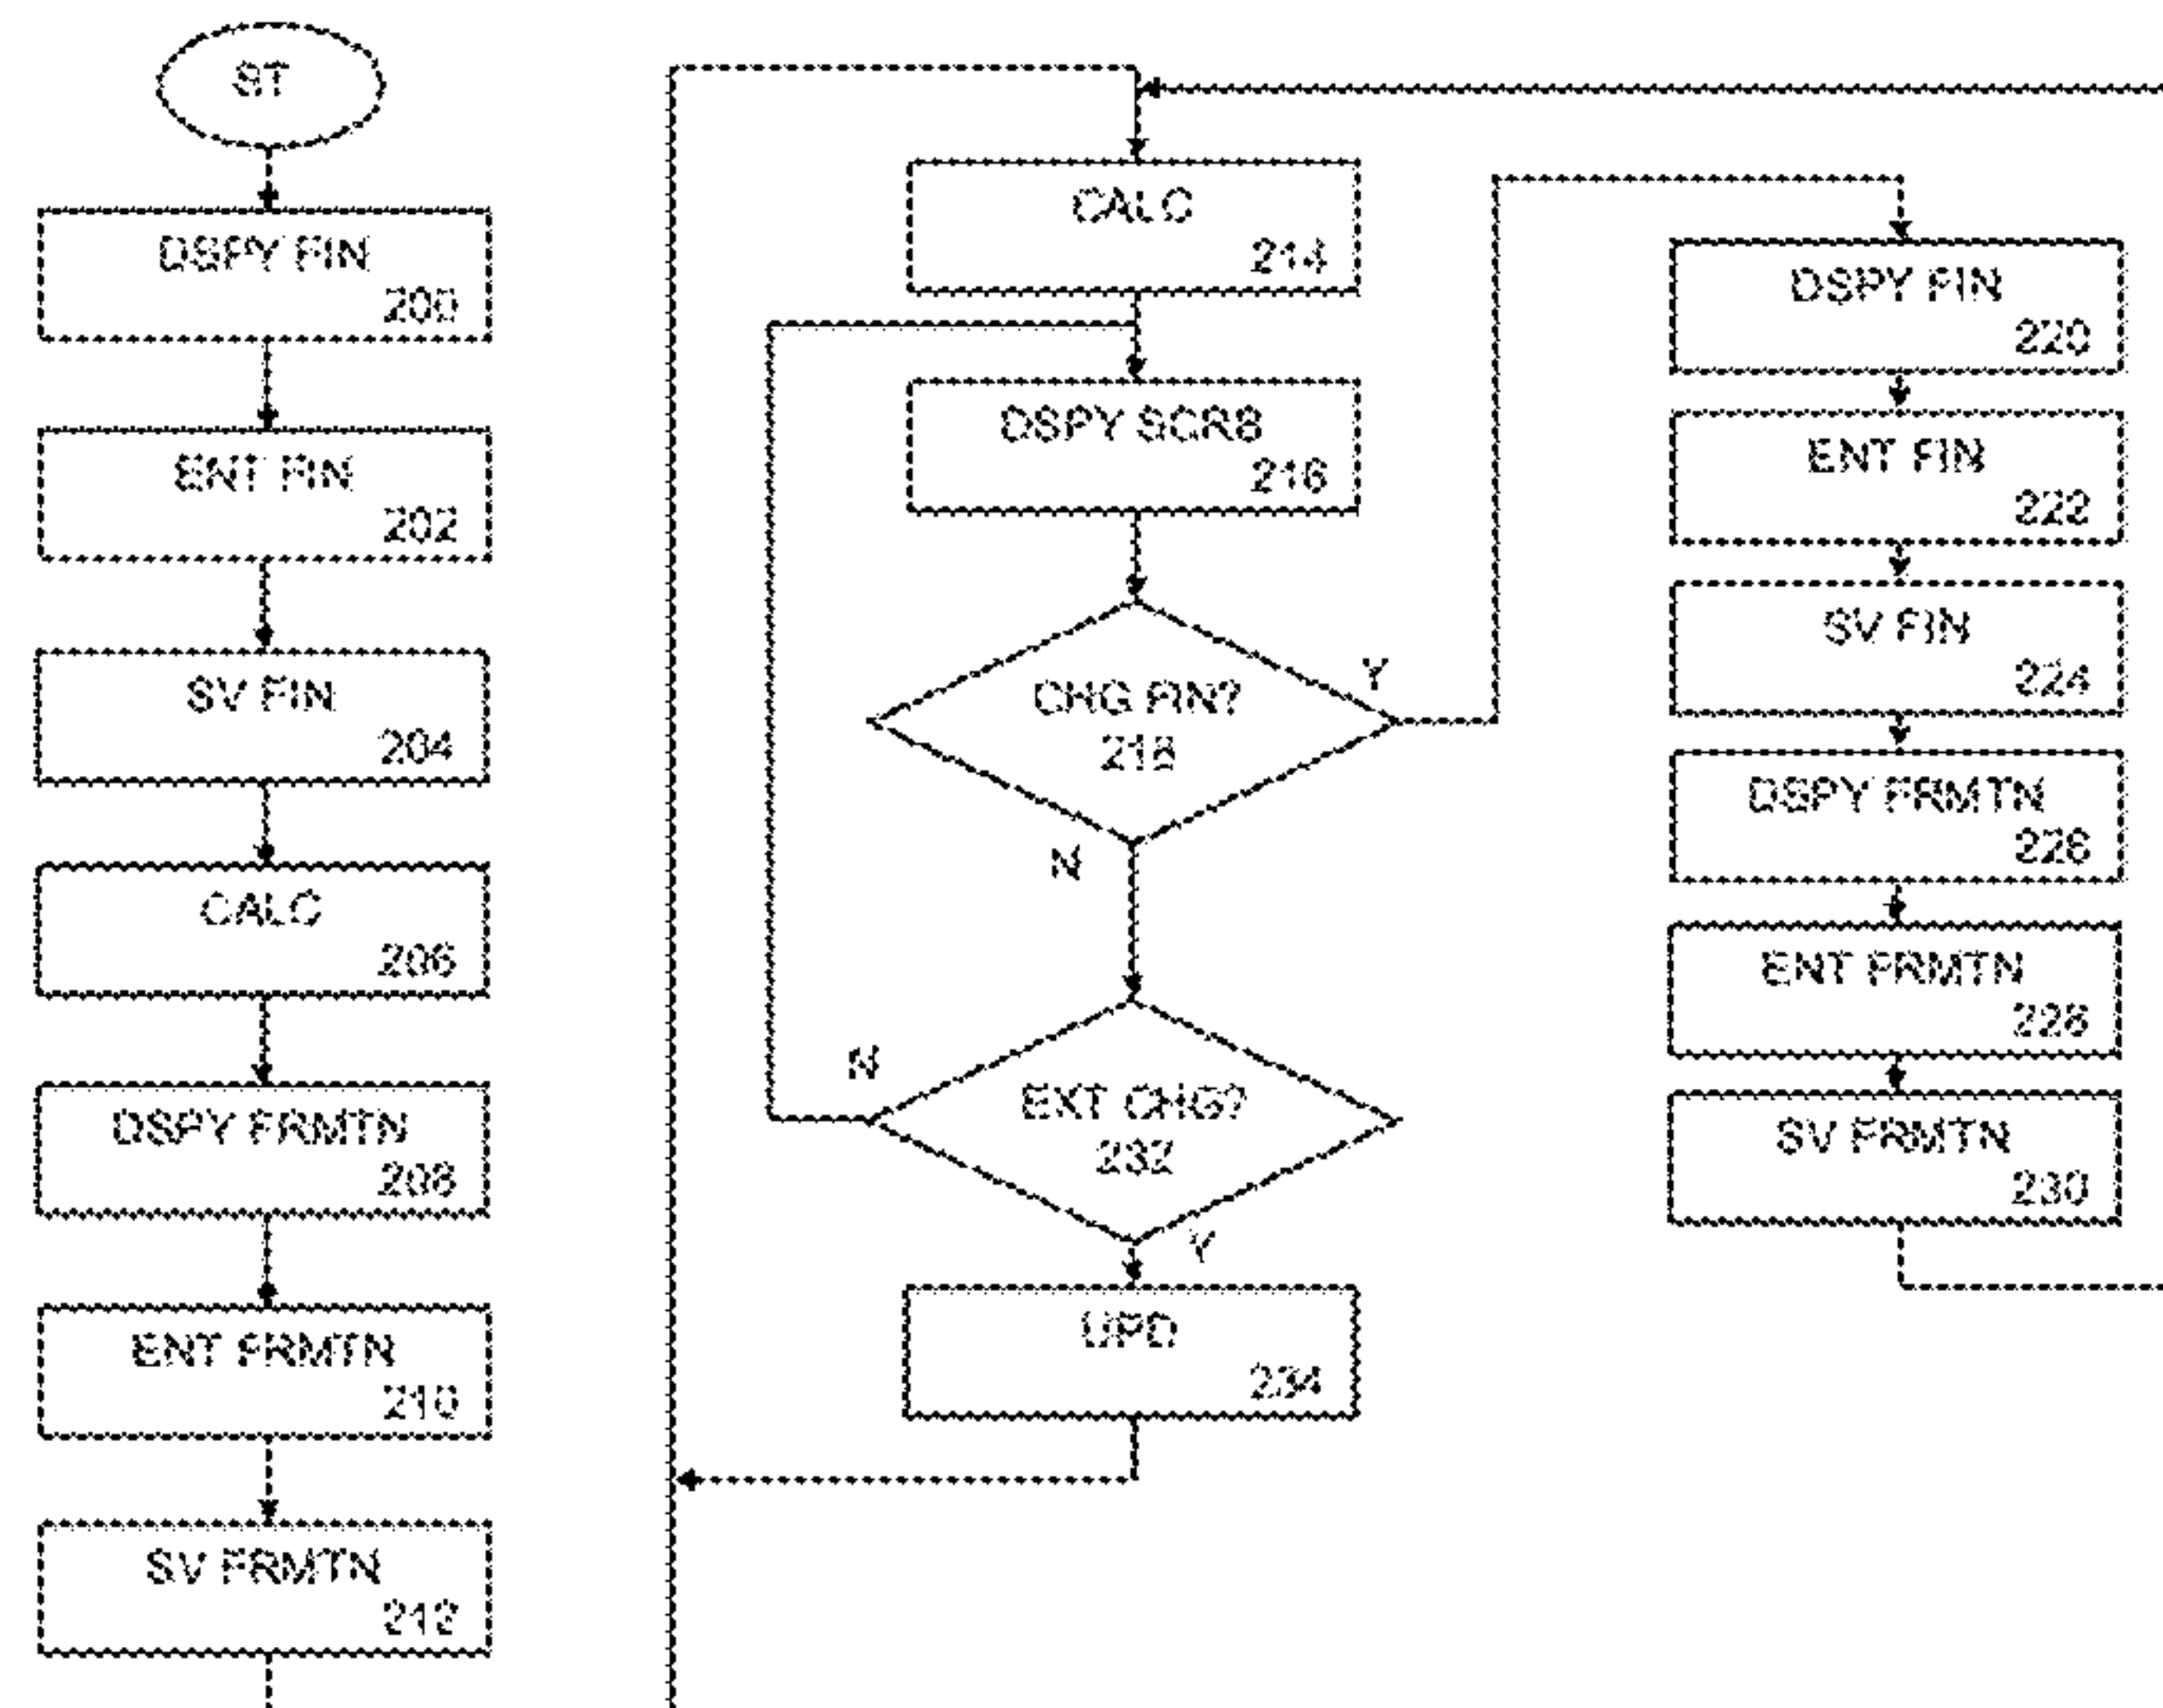 ST
DSPY FIN
200
ENT FIN
202
SV FIN
204
CALC
206
DSPY FRMTN
208
ENT FRMTN
210
SV FRMTN
212
CALC
214
DSPY SCRB
216
CHG FIN?
218
Y
N
EXT CHG?
232
N
Y
UPD
234
DSPY FIN
220
ENT FIN
222
SV FIN
224
DSPY FRMTN
226
ENT FRMTN
228
SV FRMTN
230